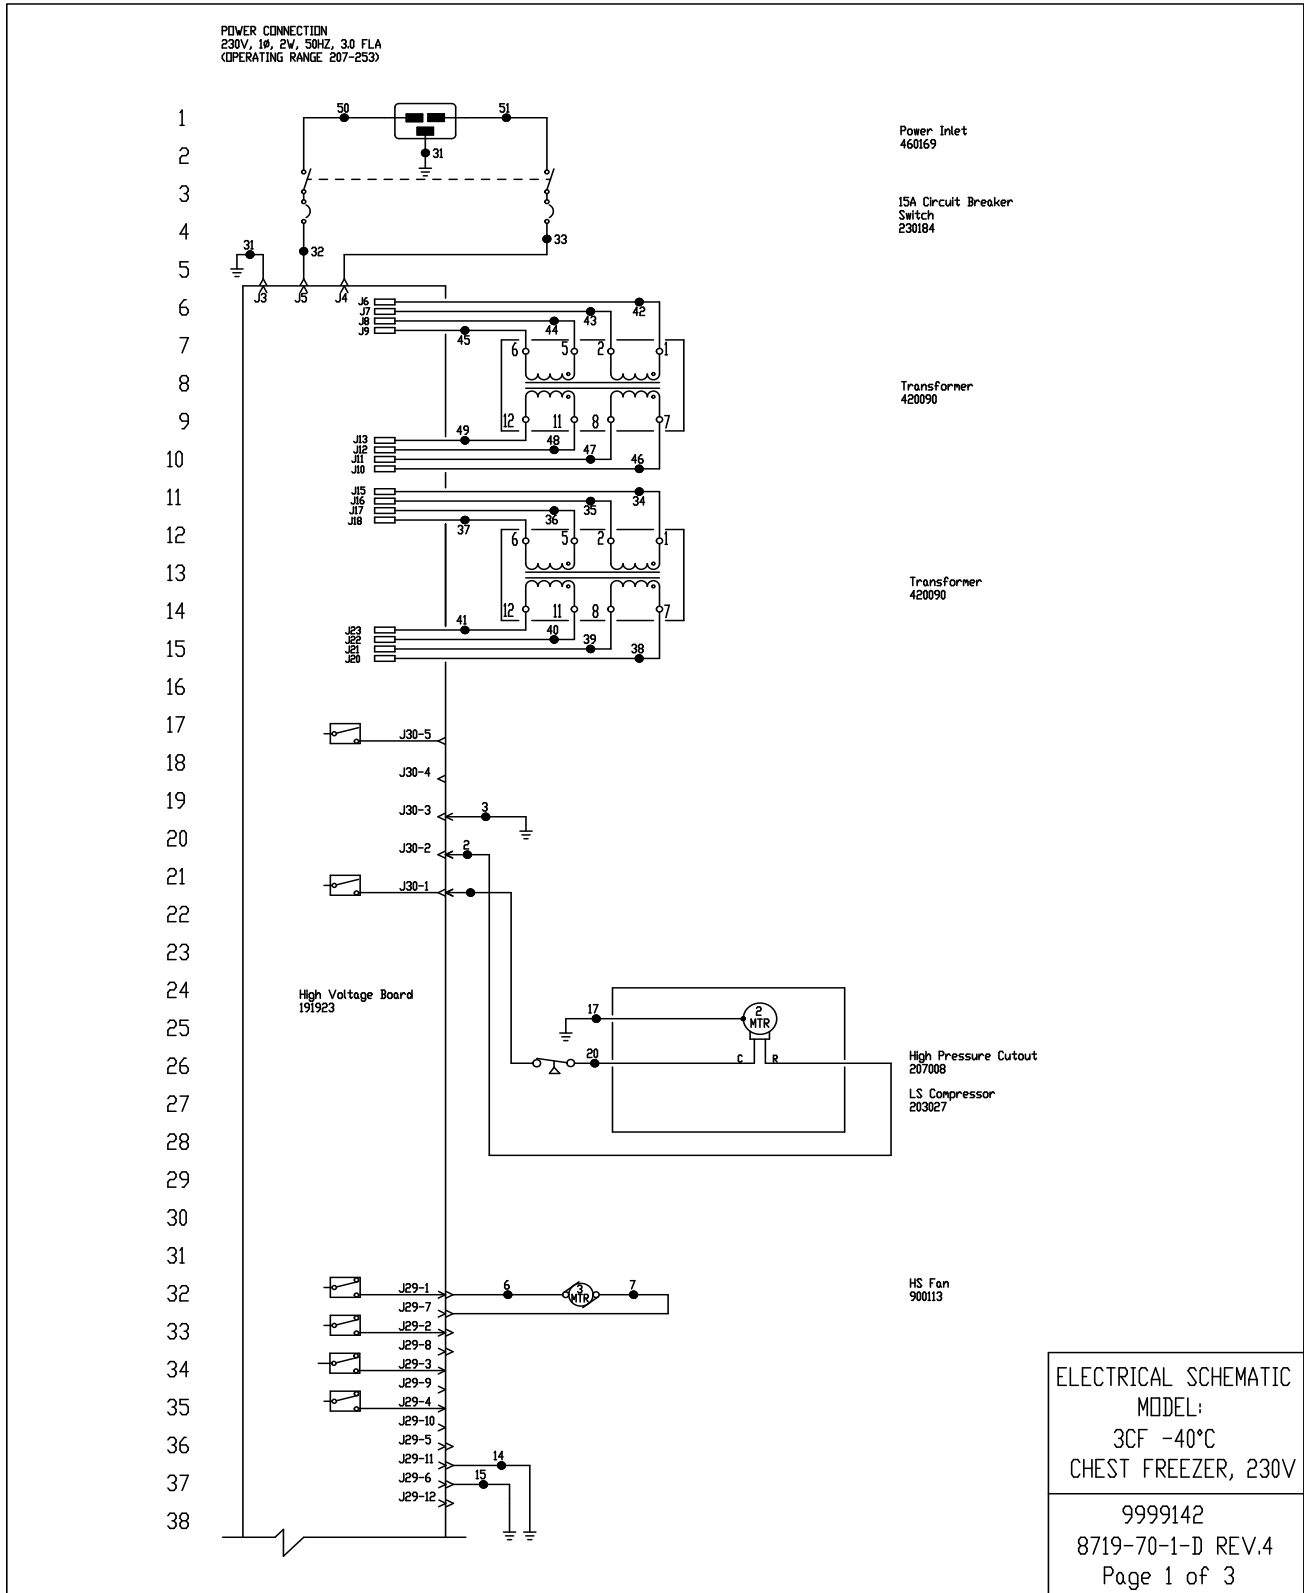 POWER CONNECTION
230V, 1ø, 2W, 50HZ, 3.0 FLA
(OPERATING RANGE 207-253)
1
50
51
Power Inlet
460169
2
31
3
15A Circuit Breaker
Switch
230184
4
31
32
33
5
J3
J5
J4
6
J6
42
J7
43
J8
44
J9
45
7
6
5
2
1
8
Transformer
420090
9
12
11
8
7
J13
49
J12
48
10
J11
47
J10
46
11
J15
34
J16
35
J17
36
J18
37
12
6
5
2
1
13
Transformer
420090
14
12
11
8
7
J23
41
J22
40
15
J21
39
J20
38
16
17
J30-5
18
J30-4
19
J30-3
3
20
J30-2
2
21
J30-1
22
23
24
High Voltage Board
191923
17
2
MTR
25
26
20
C
R
High Pressure Cutout
207008
27
LS Compressor
203027
28
29
30
31
32
J29-1
6
3
MTR
7
HS Fan
900113
J29-7
33
J29-2
J29-8
34
J29-3
J29-9
35
J29-4
J29-10
36
J29-5
J29-11
14
37
J29-6
15
J29-12
38
ELECTRICAL SCHEMATIC
MODEL:
3CF -40°C
CHEST FREEZER, 230V
9999142
8719-70-1-D REV.4
Page 1 of 3